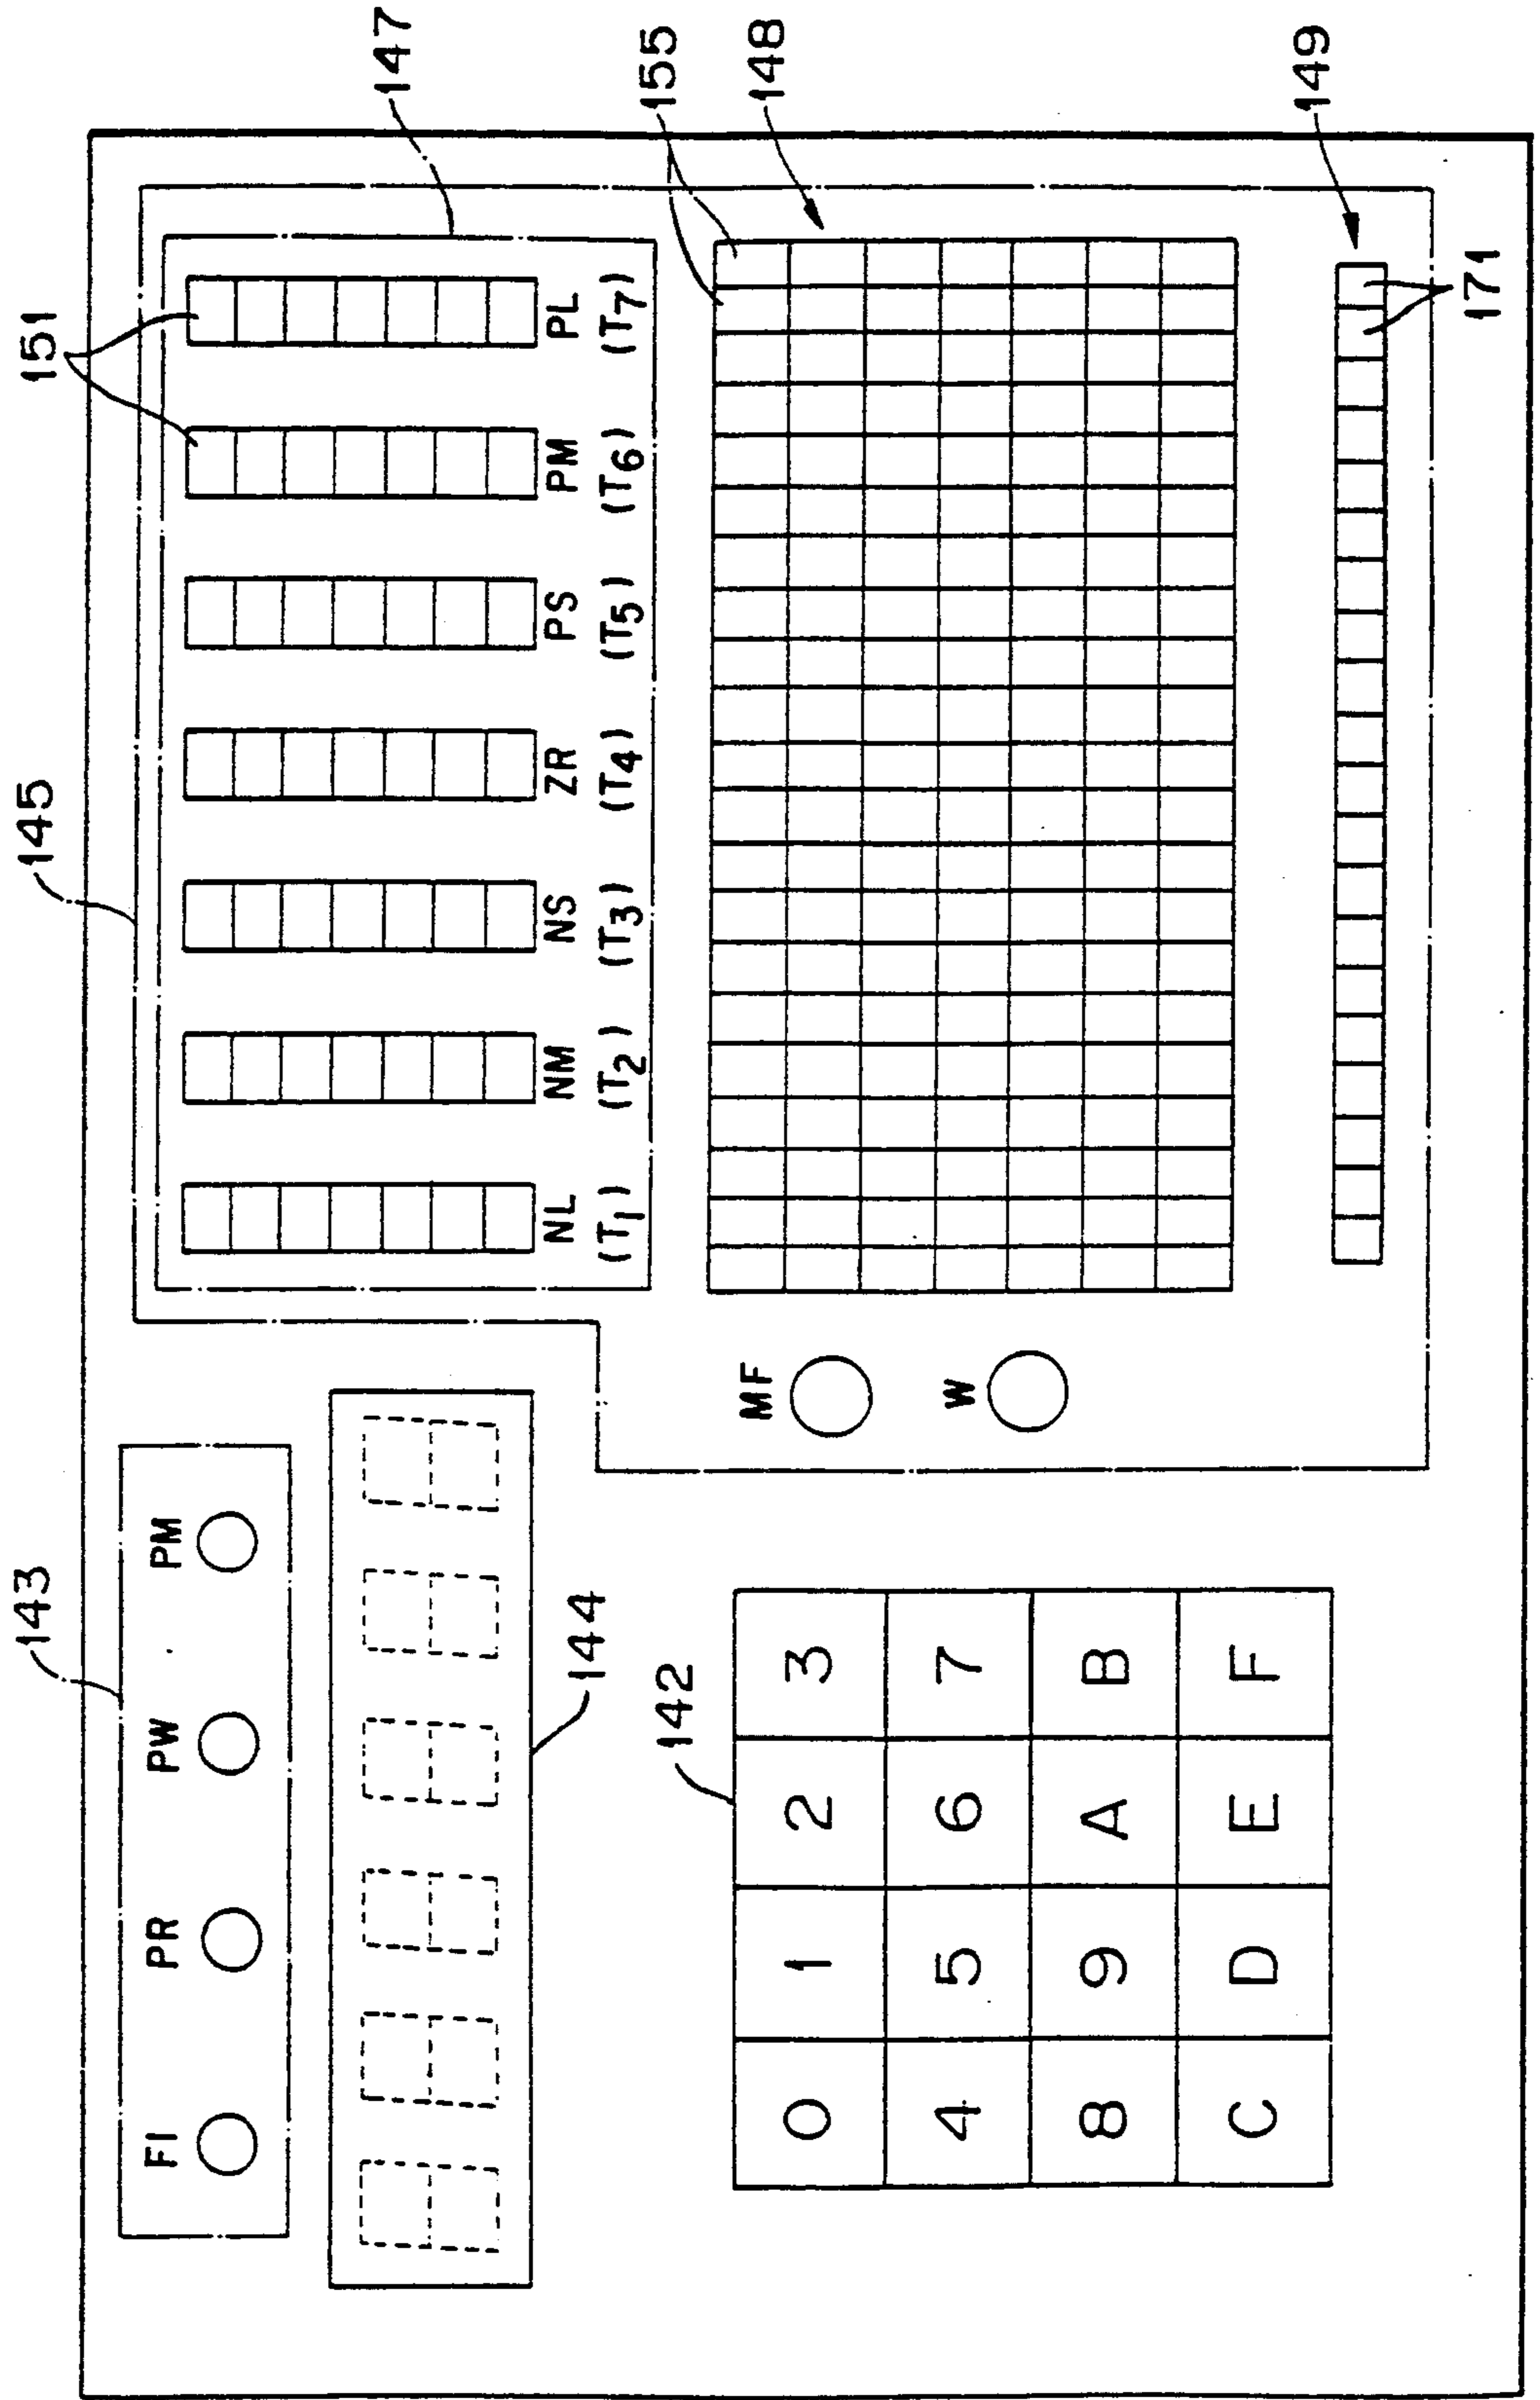 143
145
151
147
FI PR PW PM
144
NL NM NS ZR PS PM PL
(T1) (T2) (T3) (T4) (T5) (T6) (T7)
155
148
142
MF
W
0 1 2 3
4 5 6 7
8 9 A B
C D E F
149
171